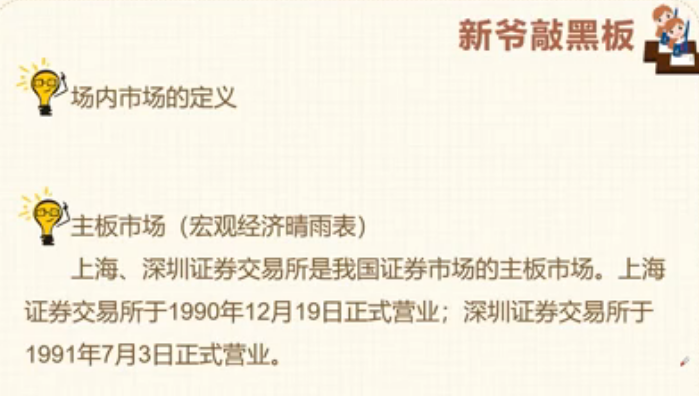 新爷敲黑板
场内市场的定义
主板市场（宏观经济晴雨表）
上海、深圳证券交易所是我国证券市场的主板市场。上海
证券交易所于1990年12月19日正式营业；深圳证券交易所于
1991年7月3日正式营业。